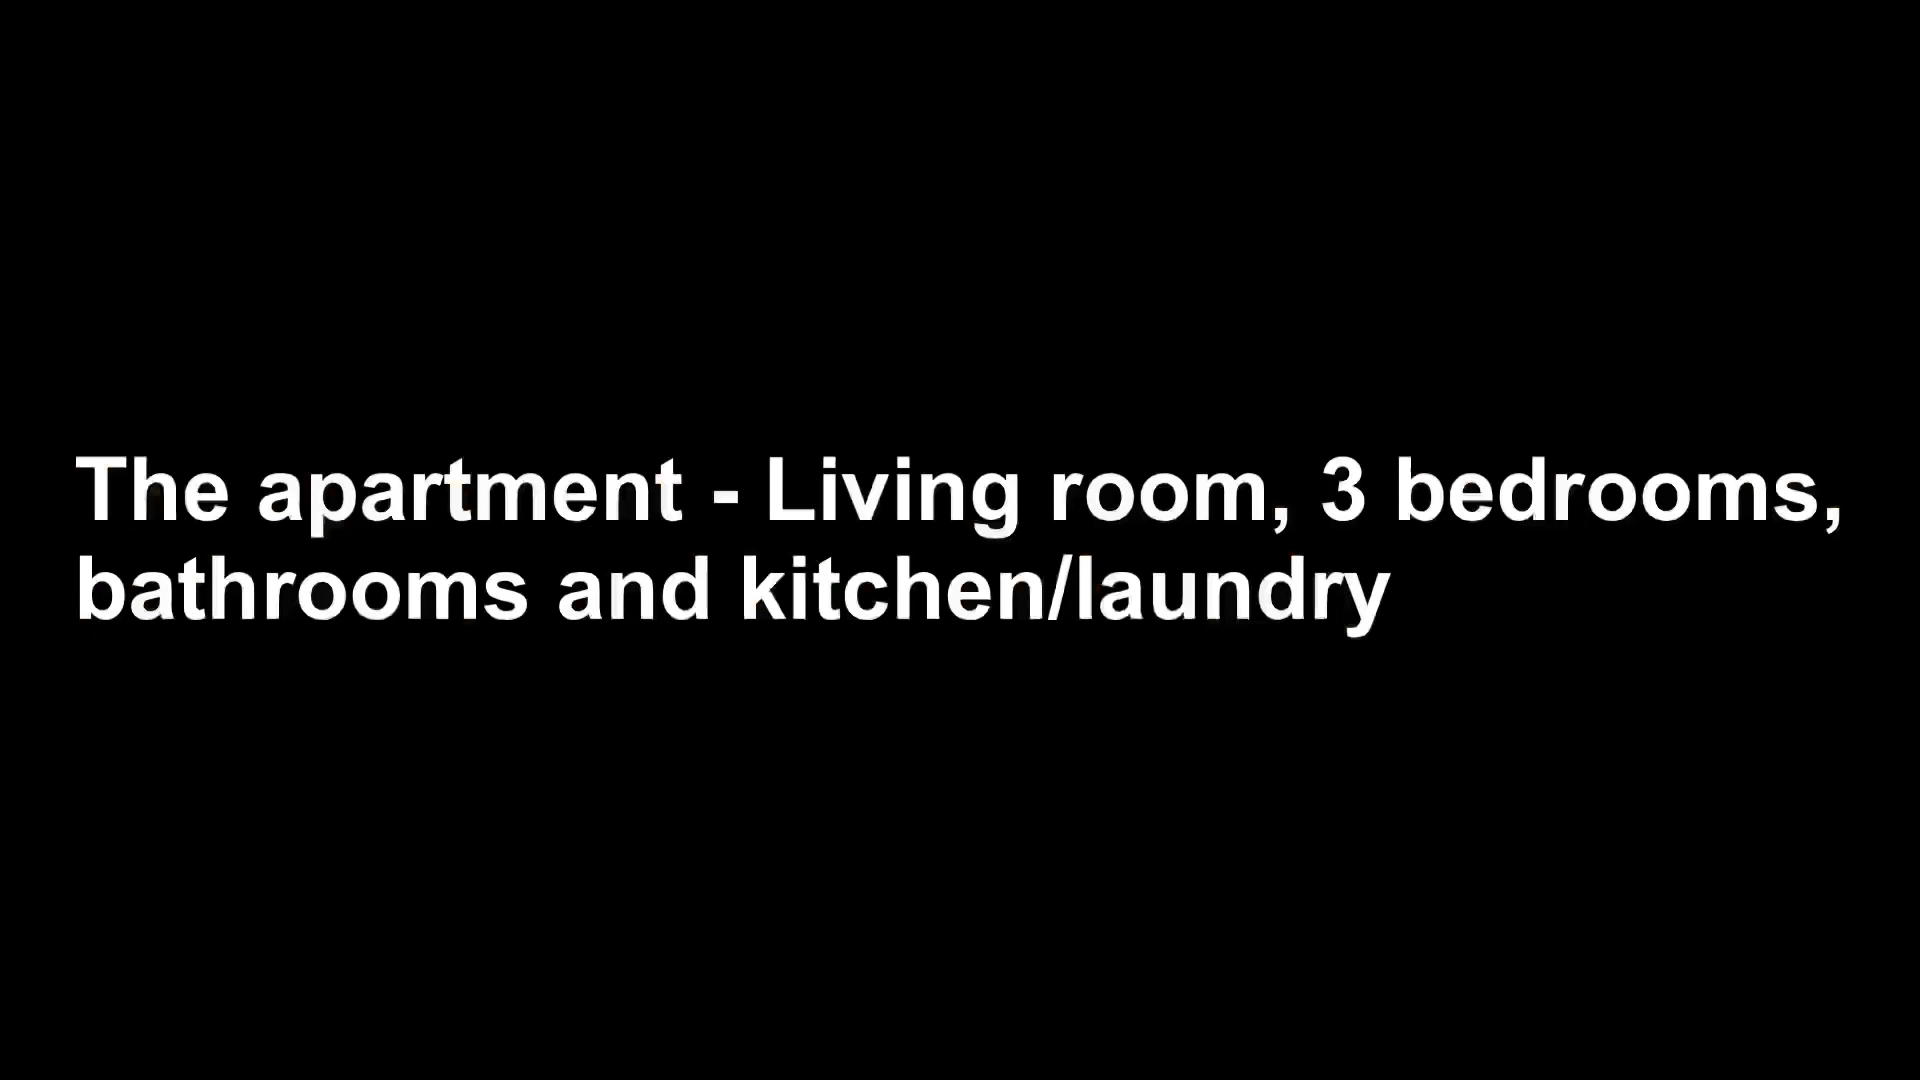 The apartment - Living room, 3 bedrooms,
bathrooms and kitchen/laundry